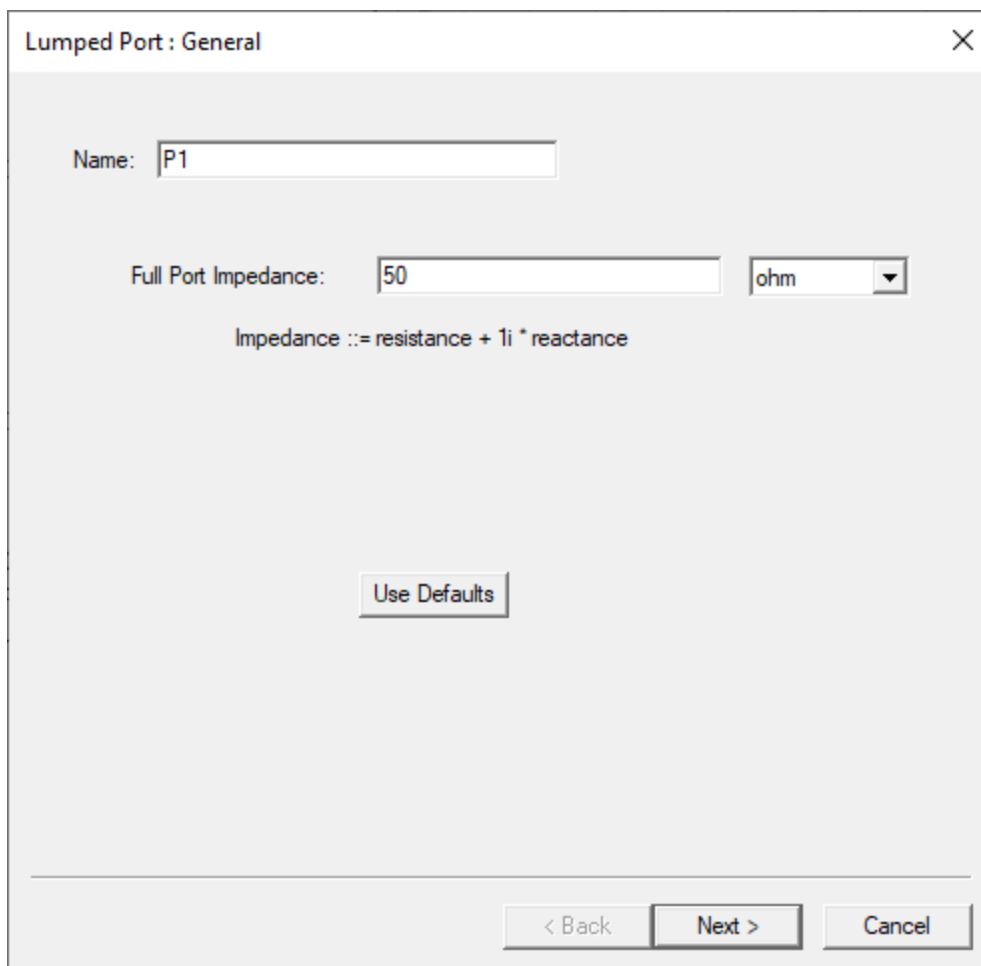 Lumped Port : General
Name: P1
Full Port Impedance: 50 ohm
Impedance ::= resistance + 1i * reactance
Use Defaults
< Back Next > Cancel